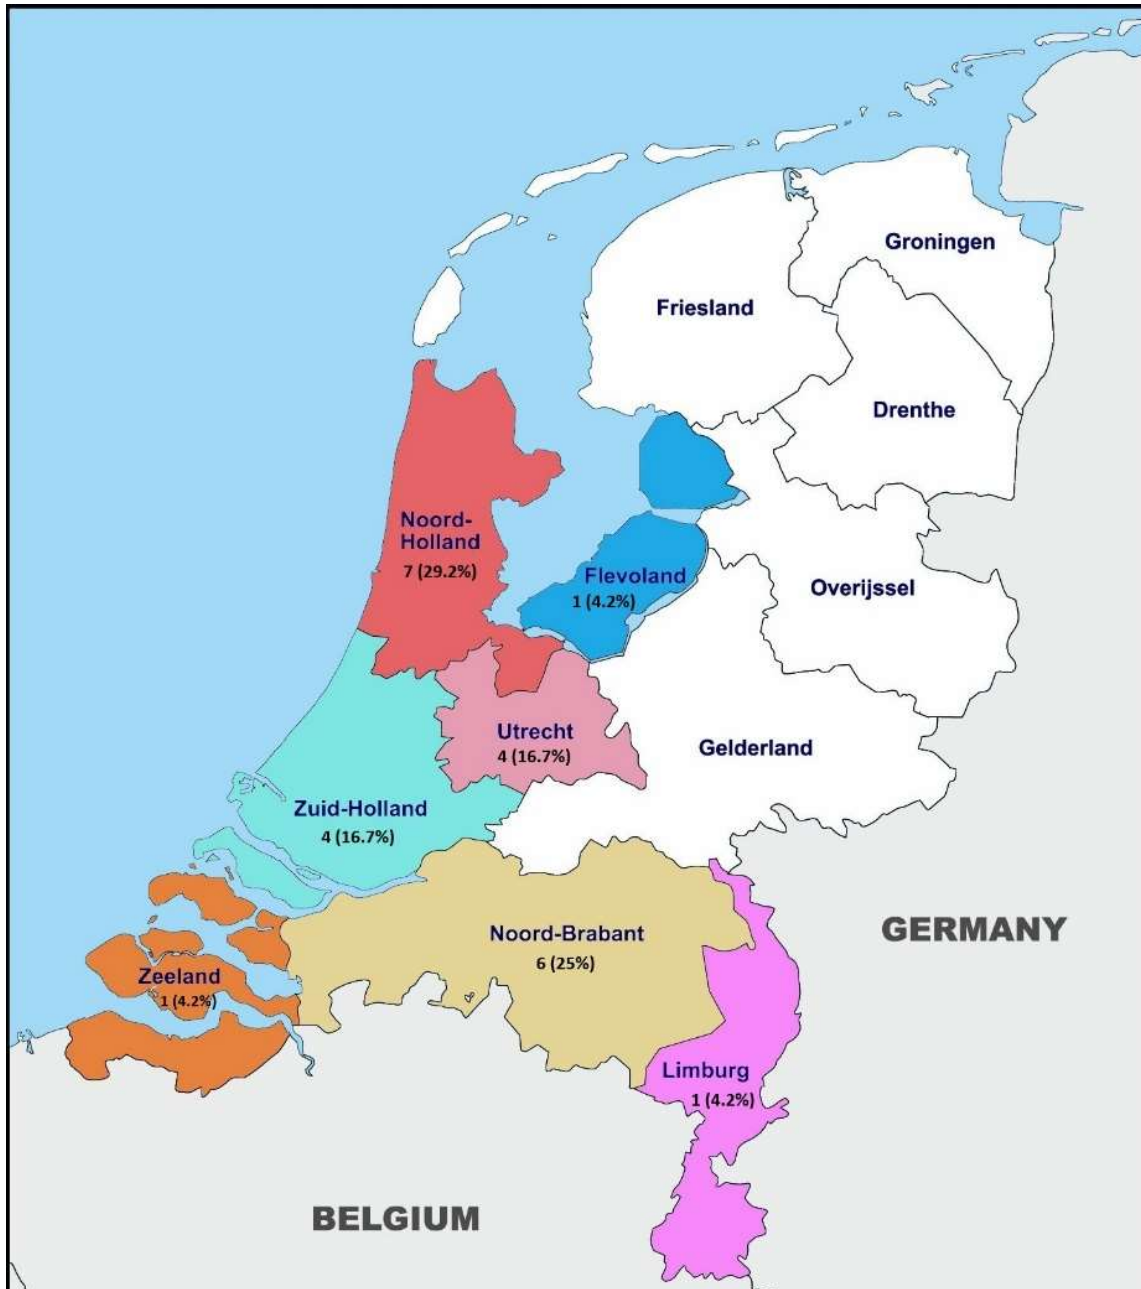 Groningen
Friesland
Drenthe
Noord-
Holland
7 (29.2%)
Flevoland
1 (4.2%)
Overijssel
Utrecht
4 (16.7%)
Gelderland
Zuid-Holland
4 (16.7%)
Noord-Brabant
6 (25%)
GERMANY
Zeeland
1 (4.2%)
Limburg
1 (4.2%)
BELGIUM